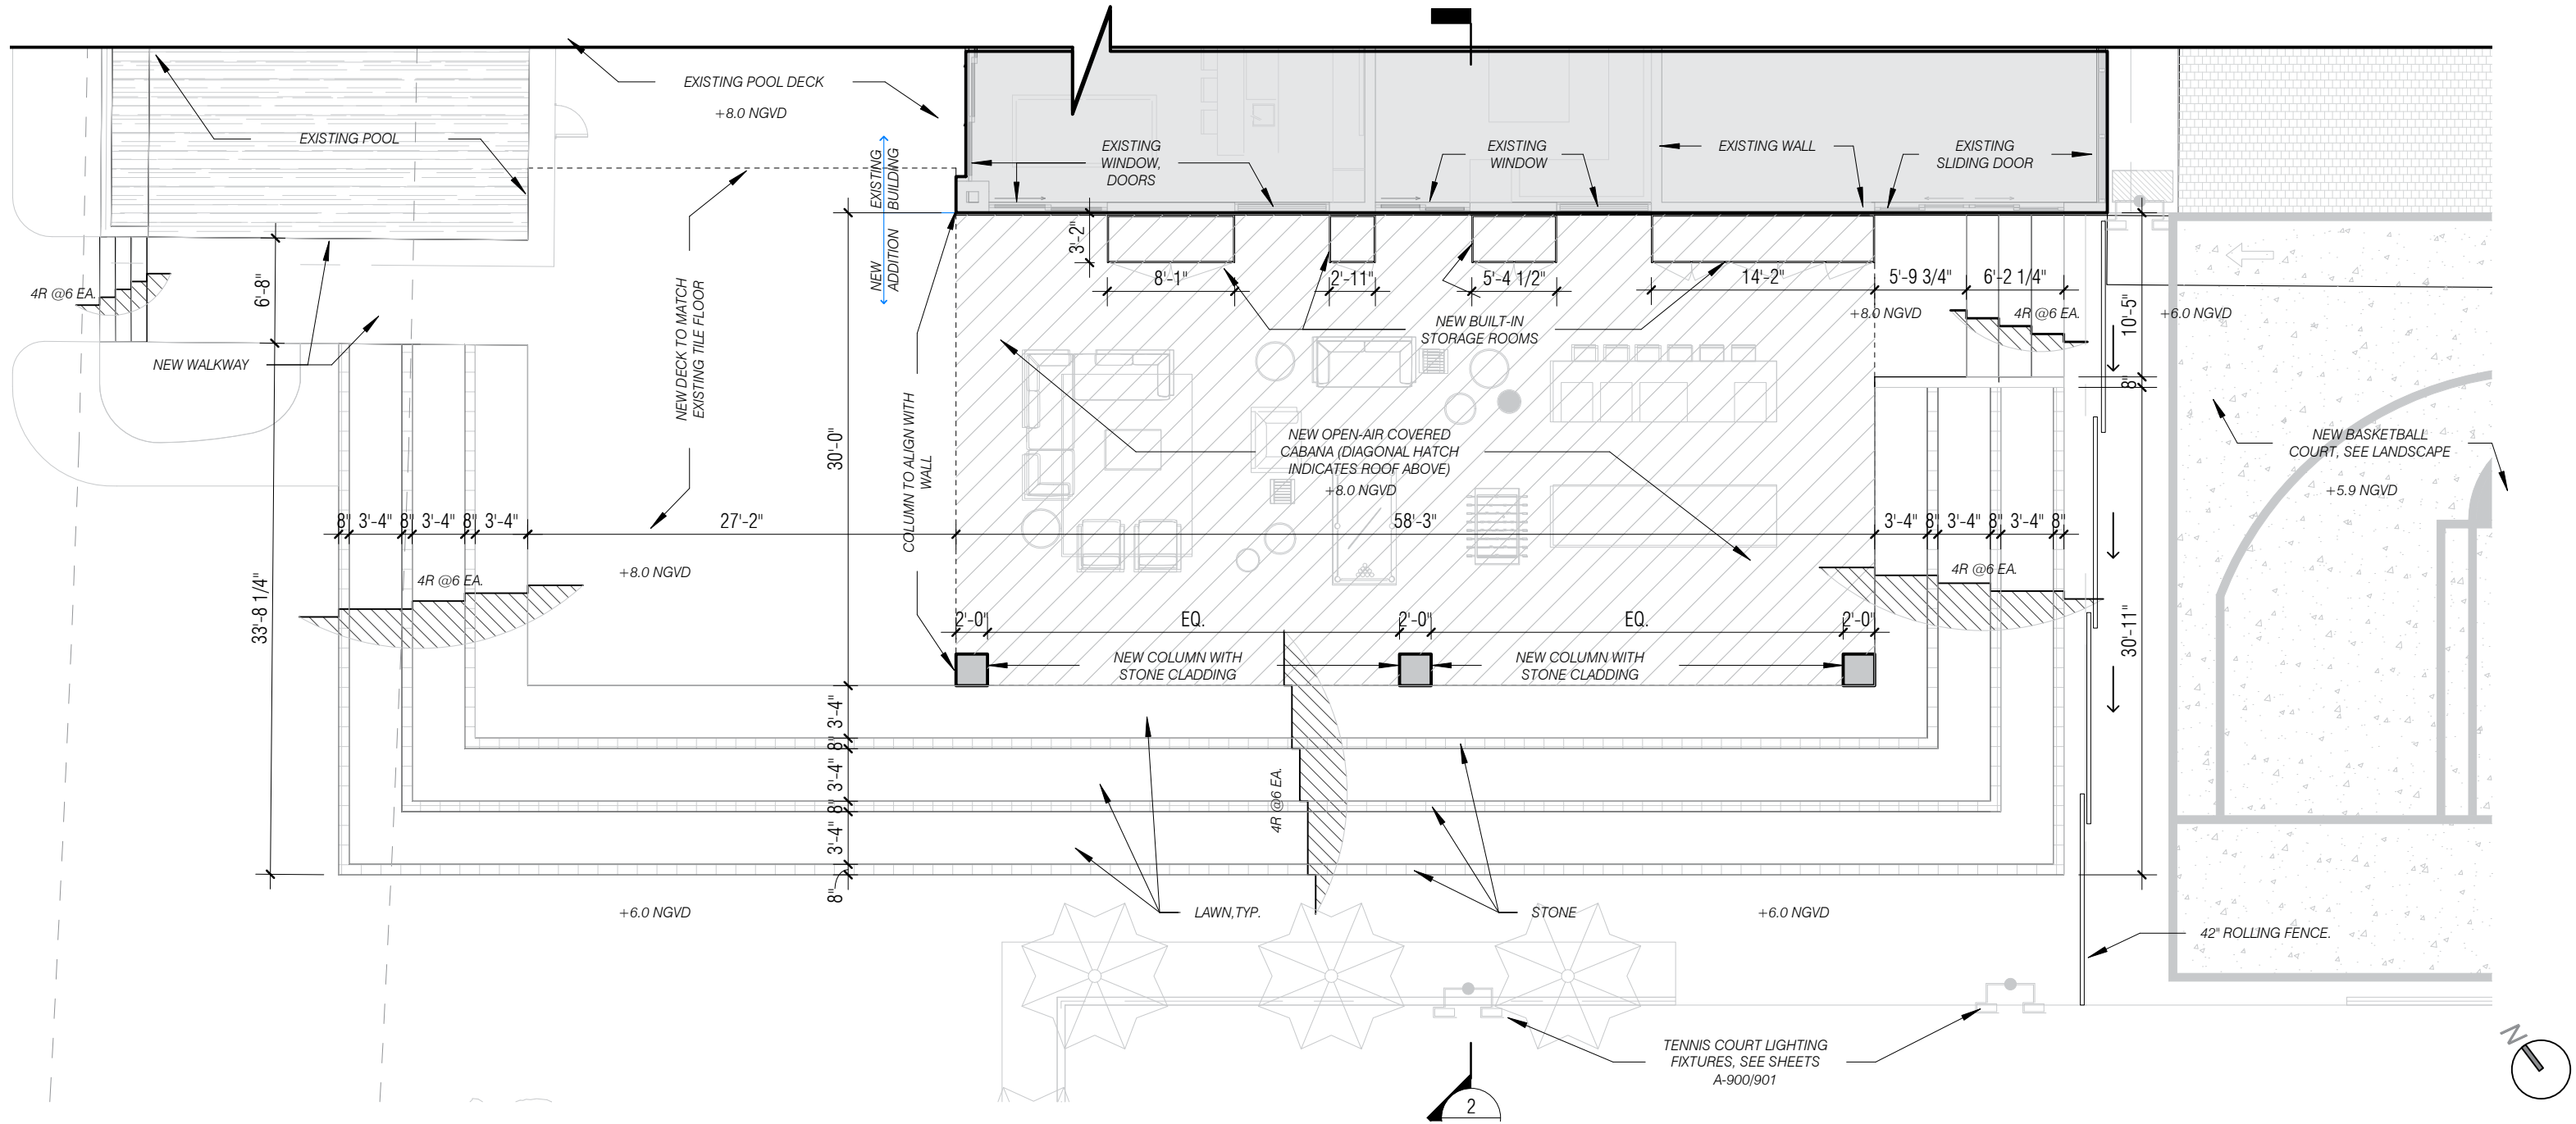 EXISTING POOL DECK
+8.0 NGVD
EXISTING POOL
EXISTING
BUILDING
NEW
ADDITION
EXISTING
WINDOW,
DOORS
EXISTING
WINDOW
EXISTING WALL
EXISTING
SLIDING DOOR
4R @6 EA.
6'-8"
NEW WALKWAY
NEW DECK TO MATCH
EXISTING TILE FLOOR
3'-2"
8'-1"
2'-11"
5'-4 1/2"
14'-2"
5'-9 3/4"
6'-2 1/4"
NEW BUILT-IN
STORAGE ROOMS
+8.0 NGVD
4R @6 EA.
10'-5"
8"
+6.0 NGVD
30'-0"
COLUMN TO ALIGN WITH
WALL
NEW OPEN-AIR COVERED
CABANA (DIAGONAL HATCH
INDICATES ROOF ABOVE)
+8.0 NGVD
NEW BASKETBALL
COURT, SEE LANDSCAPE
+5.9 NGVD
8"
3'-4"
8"
3'-4"
8"
3'-4"
27'-2"
58'-3"
3'-4"
8"
3'-4"
8"
3'-4"
8"
4R @6 EA.
+8.0 NGVD
4R @6 EA.
33'-8 1/4"
30'-11"
2'-0"
EQ.
2'-0"
EQ.
2'-0"
NEW COLUMN WITH
STONE CLADDING
NEW COLUMN WITH
STONE CLADDING
3'-4"
8"
3'-4"
8"
3'-4"
8"
4R @6 EA.
+6.0 NGVD
LAWN,TYP.
STONE
+6.0 NGVD
42" ROLLING FENCE.
TENNIS COURT LIGHTING
FIXTURES, SEE SHEETS
A-900/901
N
2